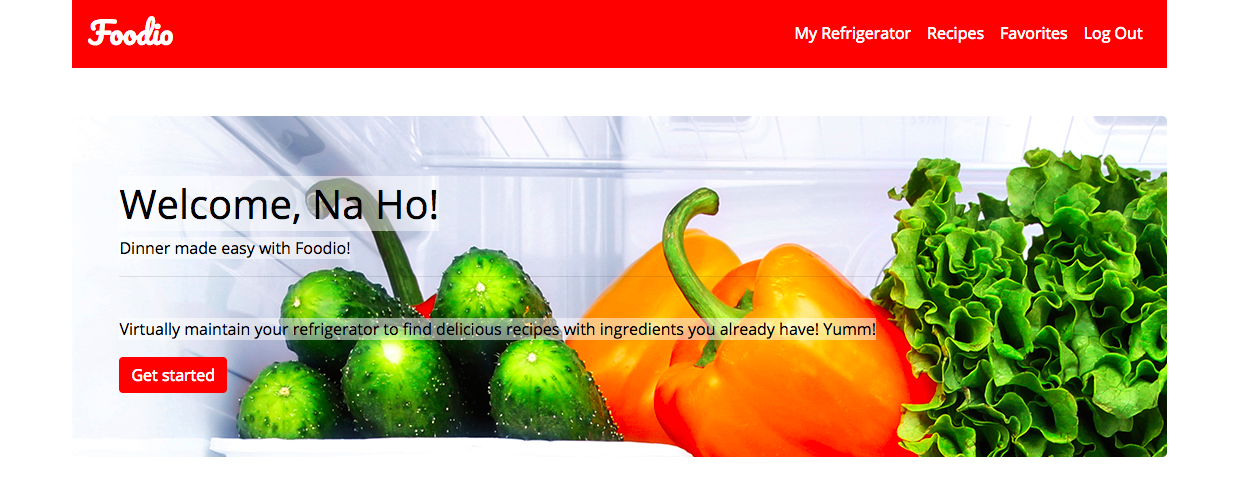 Foodio
My Refrigerator Recipes Favorites Log Out
Welcome, Na Ho!
Dinner made easy with Foodio!
Virtually maintain your refrigerator to find delicious recipes with ingredients you already have! Yumm!
Get started